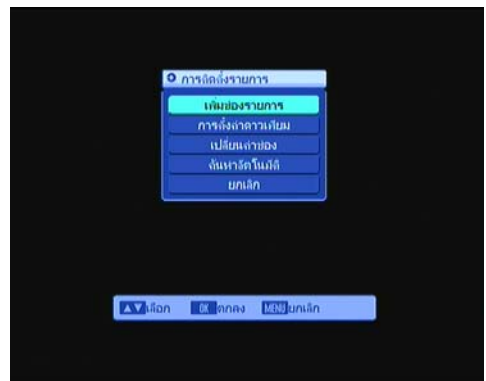 การติดตั้งรายการ
เพิ่มช่องรายการ
การตั้งค่าดาวเทียม
เปลี่ยนค่าช่อง
ค้นหาอัตโนมัติ
ยกเลิก
▲▼เลือก OK ตกลง MENU ยกเลิก